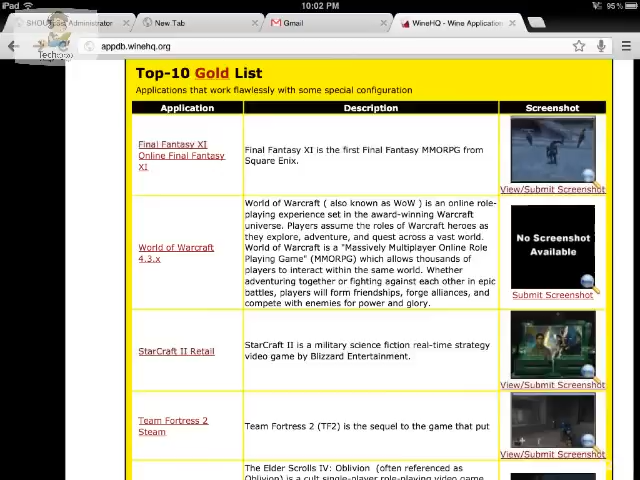 iPad
10:02 PM
95%
SHOUTcast Administrator
New Tab
Gmail
WineHQ - Wine Application
Techpop
appdb.winehq.org
Top-10 Gold List
Applications that work flawlessly with some special configuration
Application Description Screenshot
Final Fantasy XI
Online Final Fantasy
XI
Final Fantasy XI is the first Final Fantasy MMORPG from
Square Enix.
View/Submit Screenshot
World of Warcraft
4.3.x
World of Warcraft ( also known as WoW ) is an online role-
playing experience set in the award-winning Warcraft
universe. Players assume the roles of Warcraft heroes as
they explore, adventure, and quest across a vast world.
World of Warcraft is a "Massively Multiplayer Online Role
Playing Game" (MMORPG) which allows thousands of
players to interact within the same world. Whether
adventuring together or fighting against each other in epic
battles, players will form friendships, forge alliances, and
compete with enemies for power and glory.
No Screenshot
Available
Submit Screenshot
StarCraft II Retail
StarCraft II is a military science fiction real-time strategy
video game by Blizzard Entertainment.
View/Submit Screenshot
Team Fortress 2
Steam
Team Fortress 2 (TF2) is the sequel to the game that put
View/Submit Screenshot
The Elder Scrolls IV: Oblivion (often referenced as
Oblivion) is a cult single-player role-playing video game